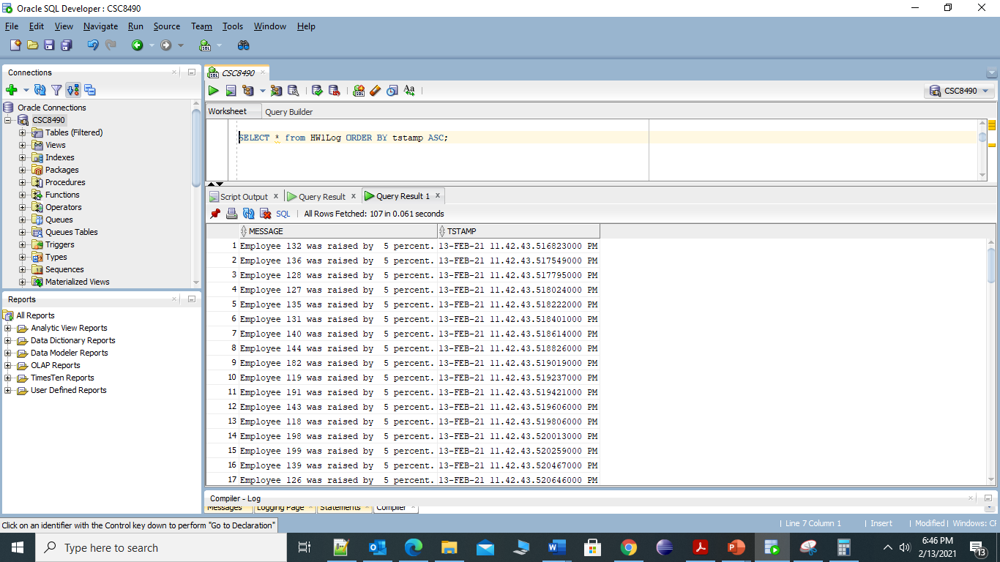 Oracle SQL Developer : CSC8490
File Edit View Navigate Run Source Team Tools Window Help
Connections
Oracle Connections
CSC8490
Tables (Filtered)
Views
Indexes
Packages
Procedures
Functions
Operators
Queues
Queues Tables
Triggers
Types
Sequences
Materialized Views
Reports
All Reports
Analytic View Reports
Data Dictionary Reports
Data Modeler Reports
OLAP Reports
TimesTen Reports
User Defined Reports
CSC8490
CSC8490
Worksheet Query Builder
SELECT * from HW1Log ORDER BY tstamp ASC;
Script Output x Query Result x Query Result 1 x
SQL | All Rows Fetched: 107 in 0.061 seconds
MESSAGE TSTAMP
1 Employee 132 was raised by  5 percent. 13-FEB-21 11.42.43.516823000 PM
2 Employee 136 was raised by  5 percent. 13-FEB-21 11.42.43.517549000 PM
3 Employee 128 was raised by  5 percent. 13-FEB-21 11.42.43.517795000 PM
4 Employee 127 was raised by  5 percent. 13-FEB-21 11.42.43.518024000 PM
5 Employee 135 was raised by  5 percent. 13-FEB-21 11.42.43.518222000 PM
6 Employee 131 was raised by  5 percent. 13-FEB-21 11.42.43.518401000 PM
7 Employee 140 was raised by  5 percent. 13-FEB-21 11.42.43.518614000 PM
8 Employee 144 was raised by  5 percent. 13-FEB-21 11.42.43.518826000 PM
9 Employee 182 was raised by  5 percent. 13-FEB-21 11.42.43.519019000 PM
10 Employee 119 was raised by  5 percent. 13-FEB-21 11.42.43.519237000 PM
11 Employee 191 was raised by  5 percent. 13-FEB-21 11.42.43.519421000 PM
12 Employee 143 was raised by  5 percent. 13-FEB-21 11.42.43.519606000 PM
13 Employee 118 was raised by  5 percent. 13-FEB-21 11.42.43.519806000 PM
14 Employee 198 was raised by  5 percent. 13-FEB-21 11.42.43.520013000 PM
15 Employee 199 was raised by  5 percent. 13-FEB-21 11.42.43.520259000 PM
16 Employee 139 was raised by  5 percent. 13-FEB-21 11.42.43.520467000 PM
17 Employee 126 was raised by  5 percent. 13-FEB-21 11.42.43.520646000 PM
Compiler - Log
Messages Logging Page Statements Compiler
Click on an identifier with the Control key down to perform "Go to Declaration"
Line 7 Column 1 | Insert | Modified | Windows: CF
Type here to search
6:46 PM
2/13/2021
13